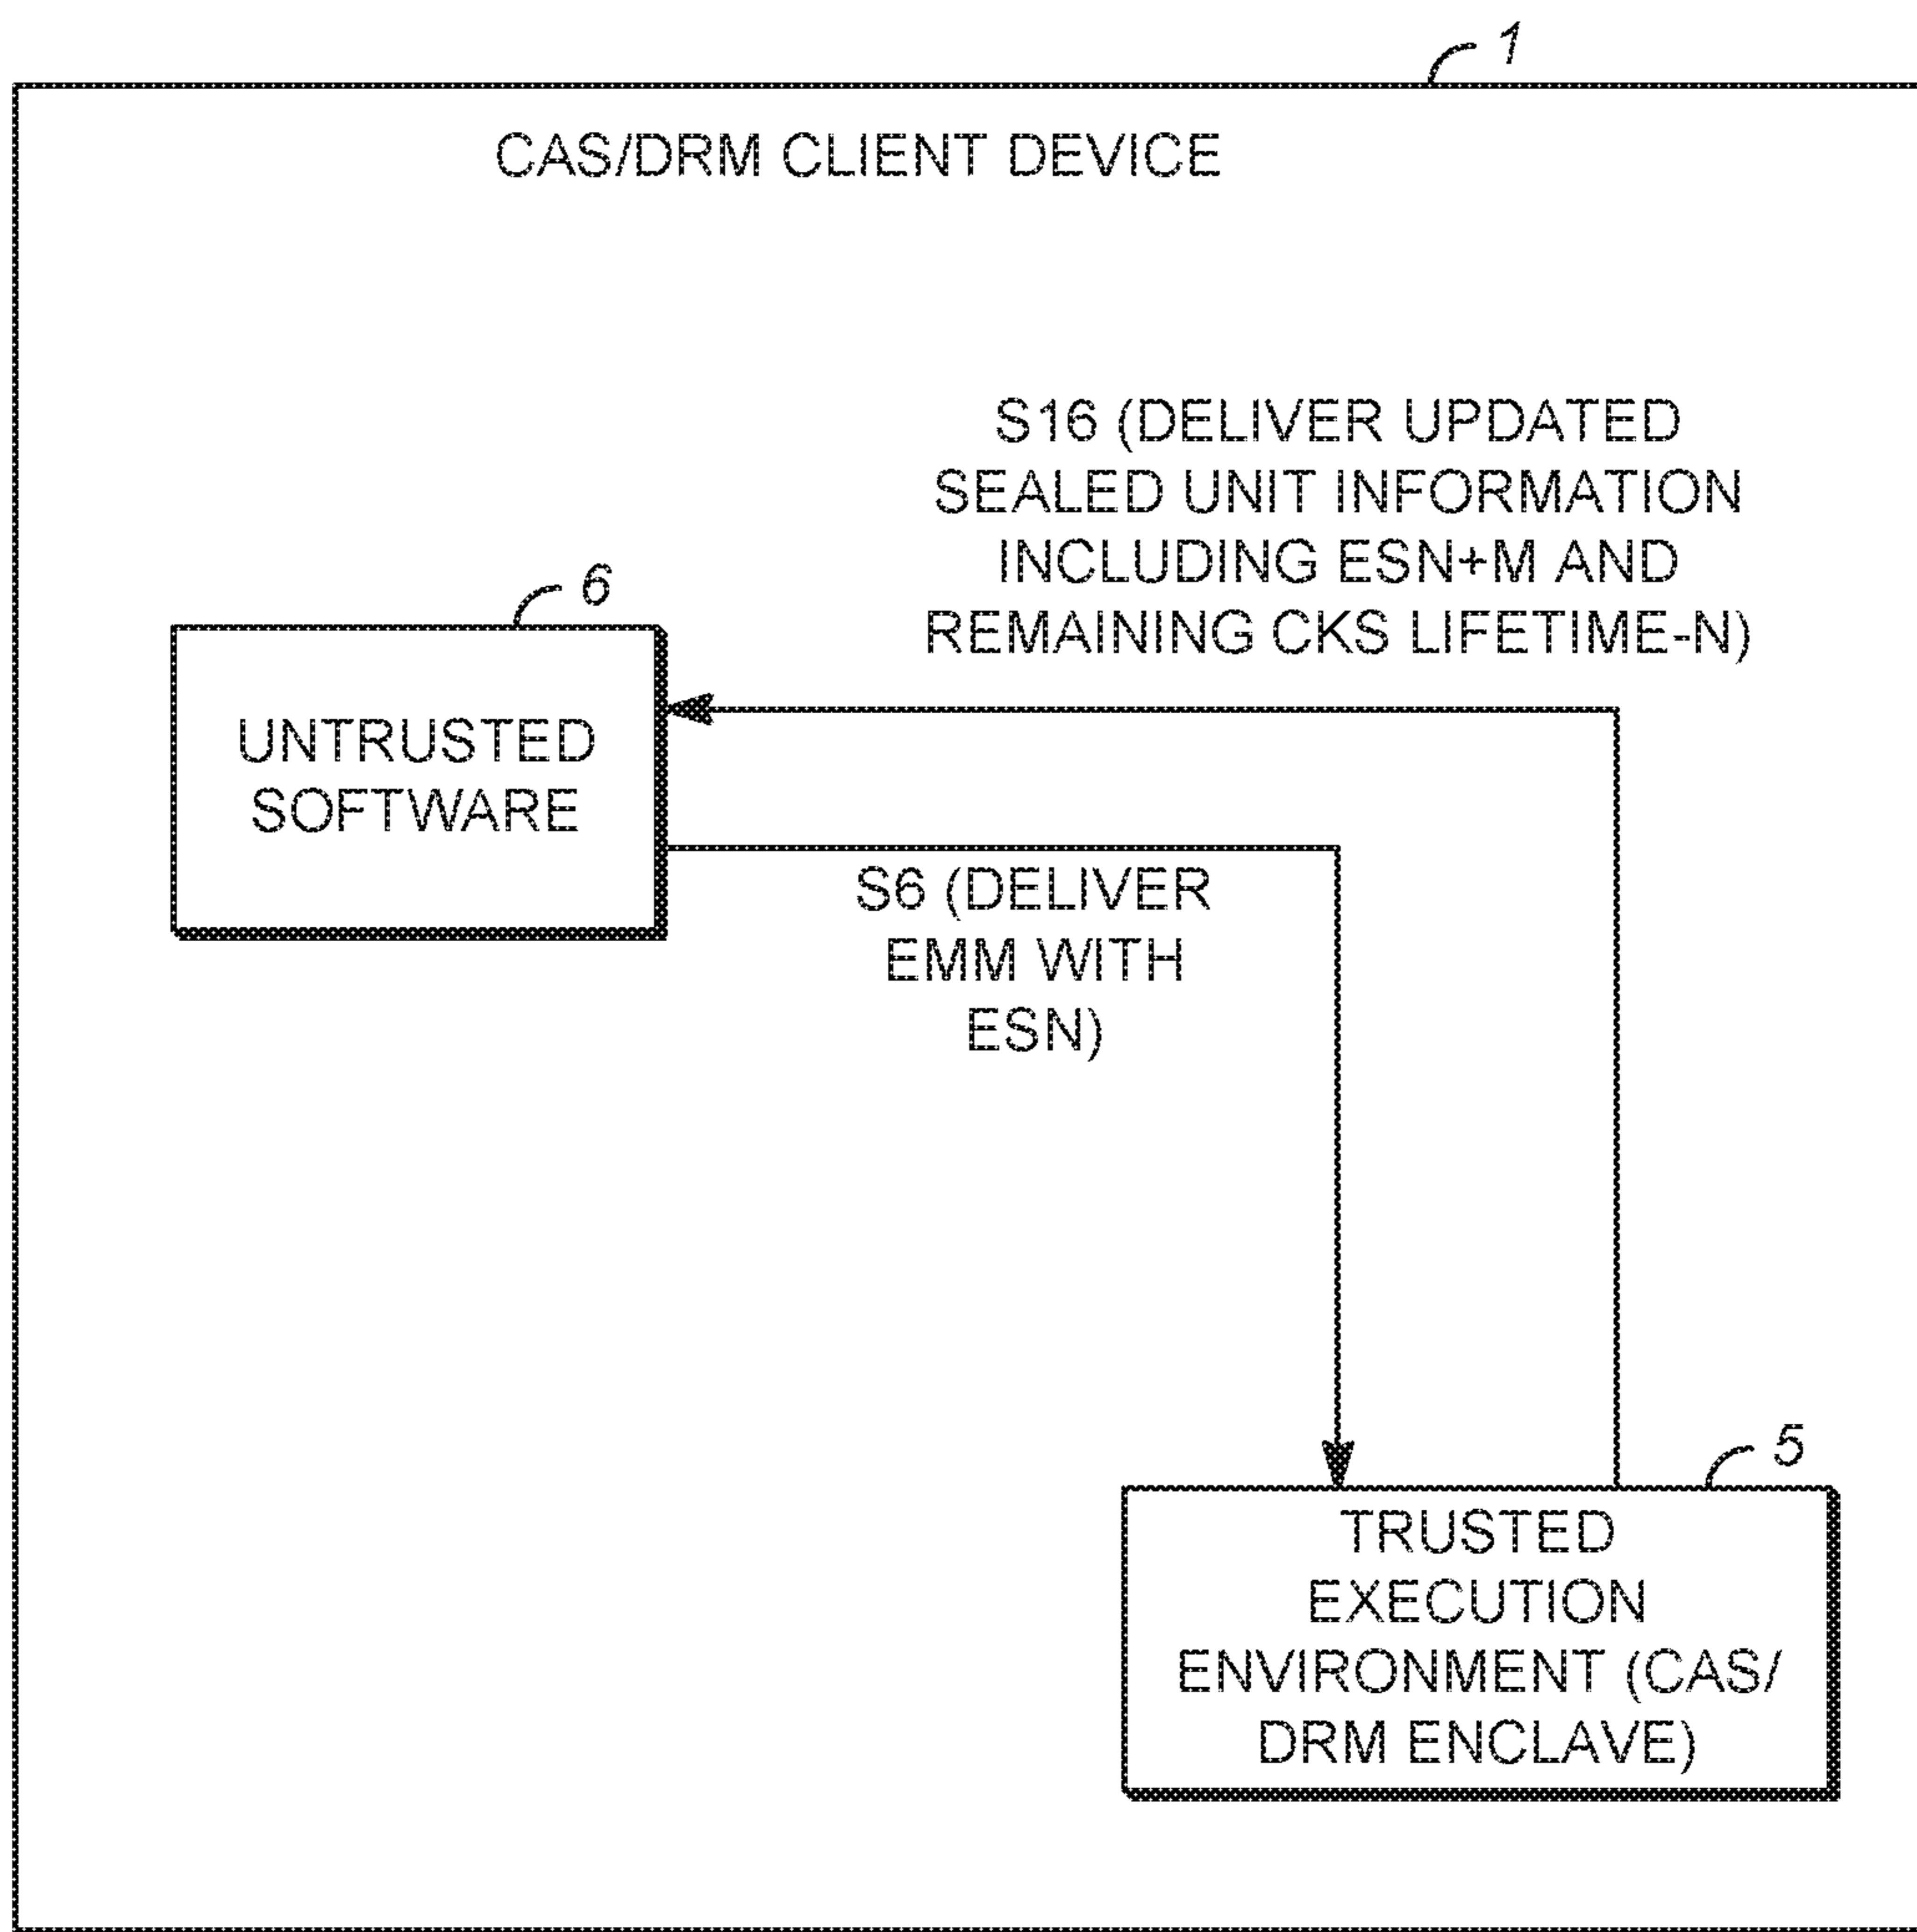 1
CAS/DRM CLIENT DEVICE
S16 (DELIVER UPDATED
SEALED UNIT INFORMATION
INCLUDING ESN+M AND
REMAINING CKS LIFETIME-N)
6
UNTRUSTED
SOFTWARE
S6 (DELIVER
EMM WITH
ESN)
5
TRUSTED
EXECUTION
ENVIRONMENT (CAS/
DRM ENCLAVE)